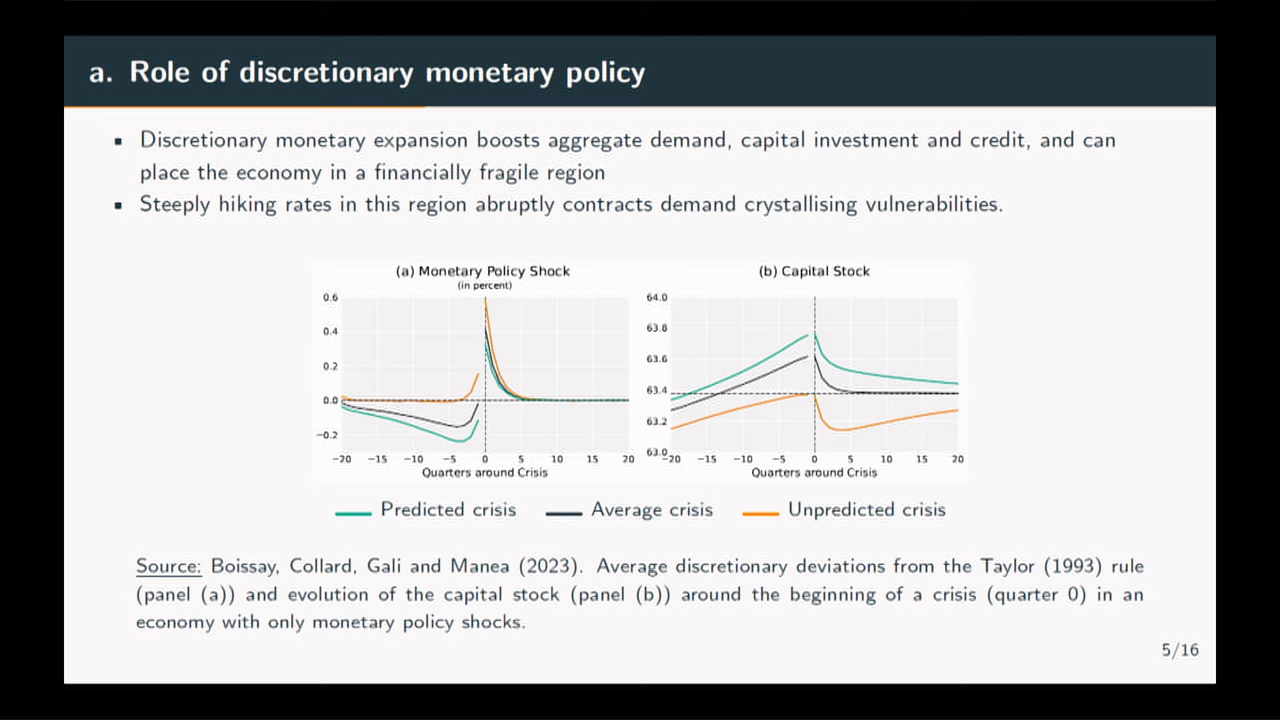 a. Role of discretionary monetary policy
▪ Discretionary monetary expansion boosts aggregate demand, capital investment and credit, and can
place the economy in a financially fragile region
▪ Steeply hiking rates in this region abruptly contracts demand crystallising vulnerabilities.
(a) Monetary Policy Shock
(in percent)
0.6
0.4
0.2
0.0
−0.2
−20 −15 −10 −5 0 5 10 15 20
Quarters around Crisis
(b) Capital Stock
64.0
63.8
63.6
63.4
63.2
63.0
−20 −15 −10 −5 0 5 10 15 20
Quarters around Crisis
Predicted crisis Average crisis Unpredicted crisis
Source: Boissay, Collard, Gali and Manea (2023). Average discretionary deviations from the Taylor (1993) rule
(panel (a)) and evolution of the capital stock (panel (b)) around the beginning of a crisis (quarter 0) in an
economy with only monetary policy shocks.
5/16